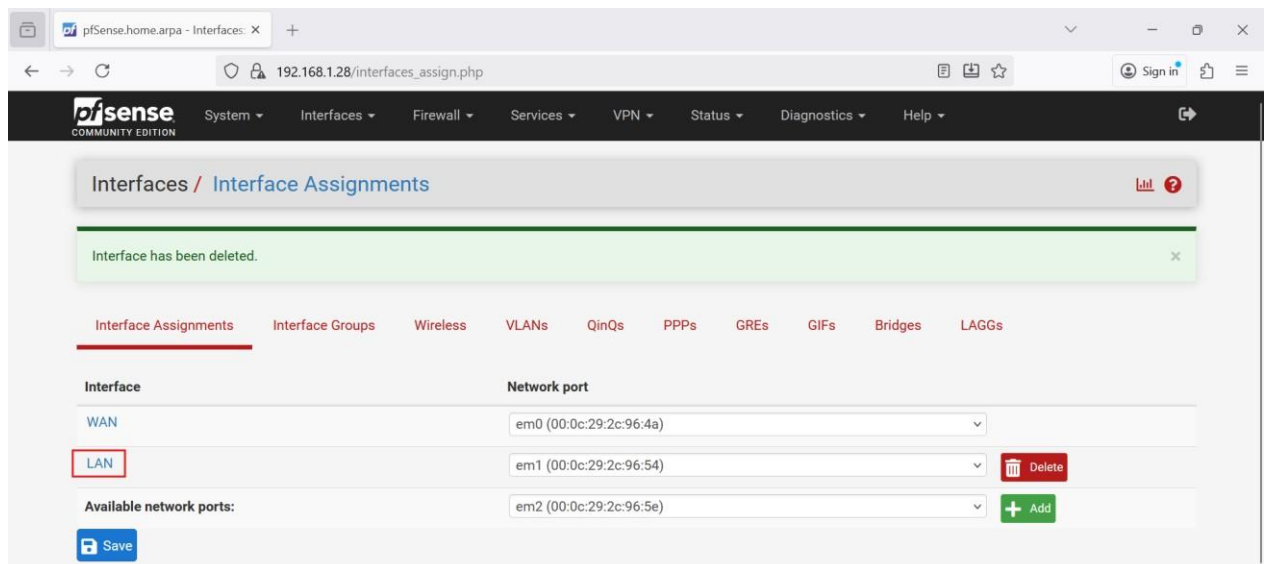 pfSense.home.arpa - Interfaces:
192.168.1.28/interfaces_assign.php
Sign in
pfsense System Interfaces Firewall Services VPN Status Diagnostics Help
COMMUNITY EDITION
Interfaces / Interface Assignments
Interface has been deleted.
Interface Assignments Interface Groups Wireless VLANs QinQs PPPs GREs GIFs Bridges LAGGs
Interface Network port
WAN em0 (00:0c:29:2c:96:4a)
LAN em1 (00:0c:29:2c:96:54) Delete
Available network ports: em2 (00:0c:29:2c:96:5e) Add
Save